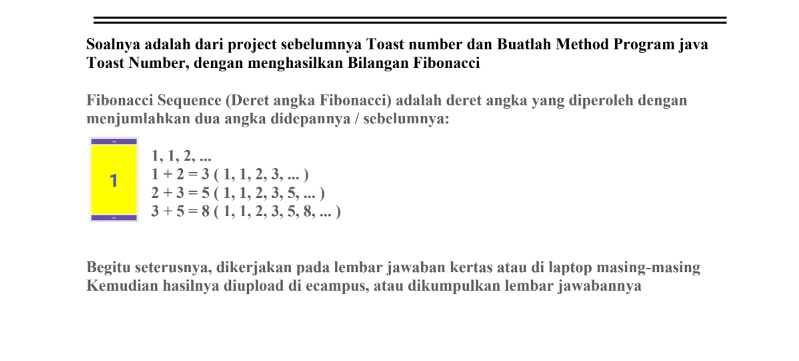 Soalnya adalah dari project sebelumnya Toast number dan Buatlah Method Program java
Toast Number, dengan menghasilkan Bilangan Fibonacci
Fibonacci Sequence (Deret angka Fibonacci) adalah deret angka yang diperoleh dengan
menjumlahkan dua angka didepannya / sebelumnya:
1
1, 1, 2, ...
1 + 2 = 3 ( 1, 1, 2, 3, ... )
2 + 3 = 5 ( 1, 1, 2, 3, 5, ... )
3 + 5 = 8 ( 1, 1, 2, 3, 5, 8, ... )
Begitu seterusnya, dikerjakan pada lembar jawaban kertas atau di laptop masing-masing
Kemudian hasilnya diupload di ecampus, atau dikumpulkan lembar jawabannya